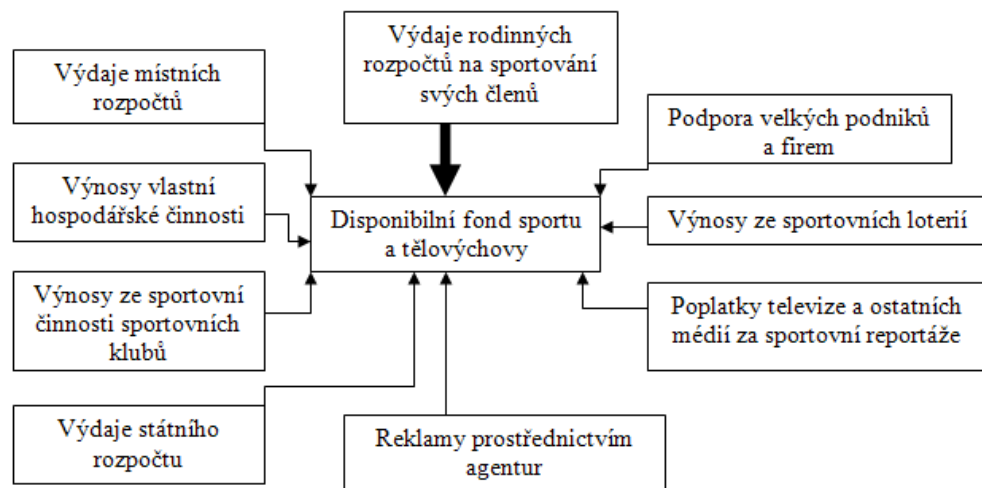 Výdaje rodinných
rozpočtů na sportování
svých členů
Výdaje místních
rozpočtů
Podpora velkých podniků
a firem
Výnosy vlastní
hospodářské činnosti
Disponibilní fond sportu
a tělovýchovy
Výnosy ze sportovních loterií
Výnosy ze sportovní
činnosti sportovních
klubů
Poplatky televize a ostatních
médií za sportovní reportáže
Výdaje státního
rozpočtu
Reklamy prostřednictvím
agentur